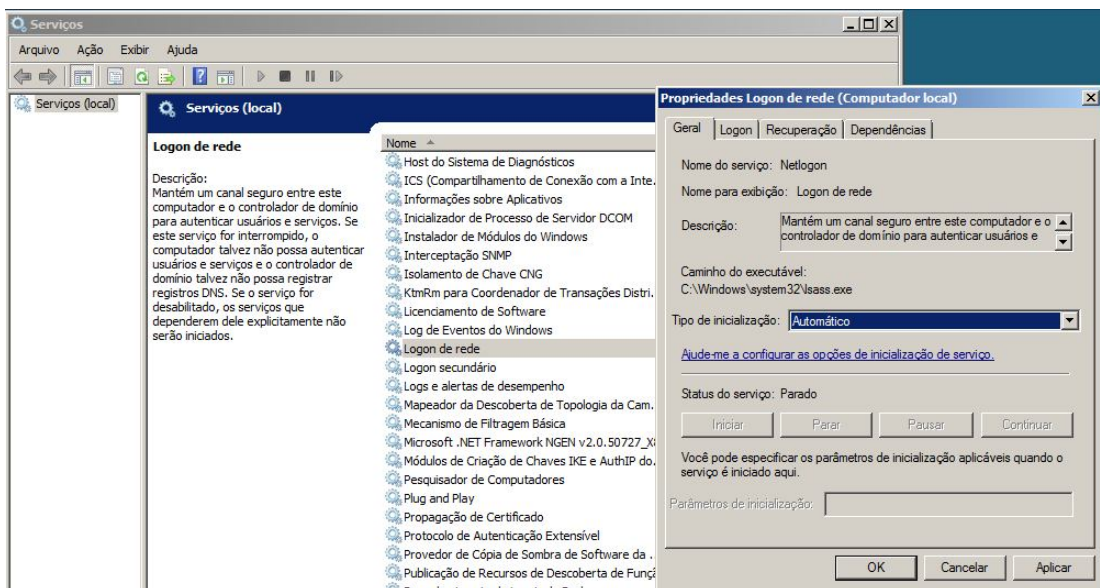 Serviços
Arquivo Ação Exibir Ajuda
Serviços (local)
Serviços (local)
Logon de rede
Descrição:
Mantém um canal seguro entre este
computador e o controlador de domínio
para autenticar usuários e serviços. Se
este serviço for interrompido, o
computador talvez não possa autenticar
usuários e serviços e o controlador de
domínio talvez não possa registrar
registros DNS. Se o serviço for
desabilitado, os serviços que
dependerem dele explicitamente não
serão iniciados.
Nome
Host do Sistema de Diagnósticos
ICS (Compartilhamento de Conexão com a Inte.
Informações sobre Aplicativos
Inicializador de Processo de Servidor DCOM
Instalador de Módulos do Windows
Interceptação SNMP
Isolamento de Chave CNG
KtmRm para Coordenador de Transações Distri.
Licenciamento de Software
Log de Eventos do Windows
Logon de rede
Logon secundário
Logs e alertas de desempenho
Mapeador da Descoberta de Topologia da Cam.
Mecanismo de Filtragem Básica
Microsoft .NET Framework NGEN v2.0.50727_X8
Módulos de Criação de Chaves IKE e AuthIP do.
Pesquisador de Computadores
Plug and Play
Propagação de Certificado
Protocolo de Autenticação Extensível
Provedor de Cópia de Sombra de Software da .
Publicação de Recursos de Descoberta de Funçã
Propriedades Logon de rede (Computador local)
Geral Logon Recuperação Dependências
Nome do serviço: Netlogon
Nome para exibição: Logon de rede
Descrição: Mantém um canal seguro entre este computador e o
controlador de domínio para autenticar usuários e
Caminho do executável:
C:\Windows\system32\lsass.exe
Tipo de inicialização: Automático
Ajude-me a configurar as opções de inicialização de serviço.
Status do serviço: Parado
Iniciar Parar Pausar Continuar
Você pode especificar os parâmetros de inicialização aplicáveis quando o
serviço é iniciado aqui.
Parâmetros de inicialização:
OK Cancelar Aplicar